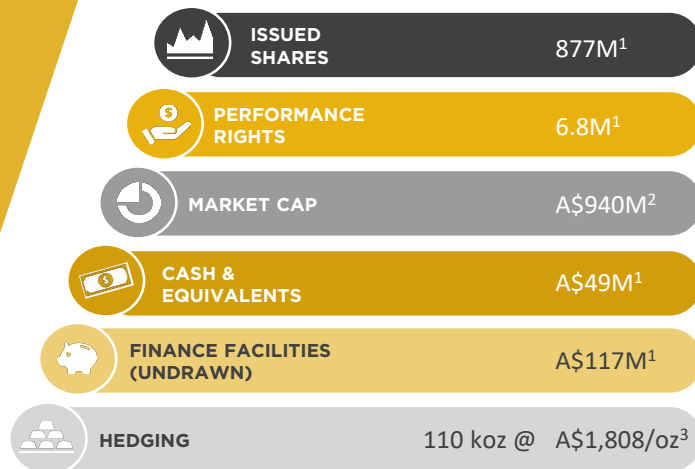 ISSUED
SHARES
877M¹
PERFORMANCE
RIGHTS
6.8M¹
MARKET CAP
A$940M²
CASH &
EQUIVALENTS
A$49M¹
FINANCE FACILITIES
(UNDRAWN)
A$117M¹
HEDGING
110 koz @ A$1,808/oz³